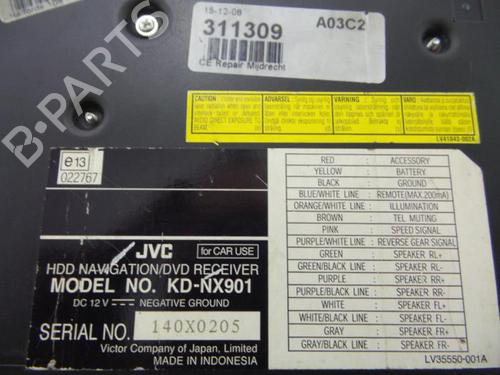 15-12-08
311309
A03C2
CE Repair Mijdrecht
B-PARTS
CAUTION
ADVARSEL
VARNING
VARO
LV41843-002A
e13
022767
JVC
for CAR USE
HDD NAVIGATION/DVD RECEIVER
MODEL NO. KD-NX901
DC 12 V NEGATIVE GROUND
SERIAL NO. 140X0205
Victor Company of Japan, Limited
MADE IN INDONESIA
RED : ACCESSORY
YELLOW : BATTERY
BLACK : GROUND
BLUE/WHITE LINE : REMOTE(MAX.200mA)
ORANGE/WHITE LINE : ILLUMINATION
BROWN : TEL MUTING
PINK : SPEED SIGNAL
PURPLE/WHITE LINE : REVERSE GEAR SIGNAL
GREEN : SPEAKER RL+
GREEN/BLACK LINE : SPEAKER RL-
PURPLE : SPEAKER RR+
PURPLE/BLACK LINE : SPEAKER RR-
WHITE : SPEAKER FL+
WHITE/BLACK LINE : SPEAKER FL-
GRAY : SPEAKER FR+
GRAY/BLACK LINE : SPEAKER FR-
LV35550-001A